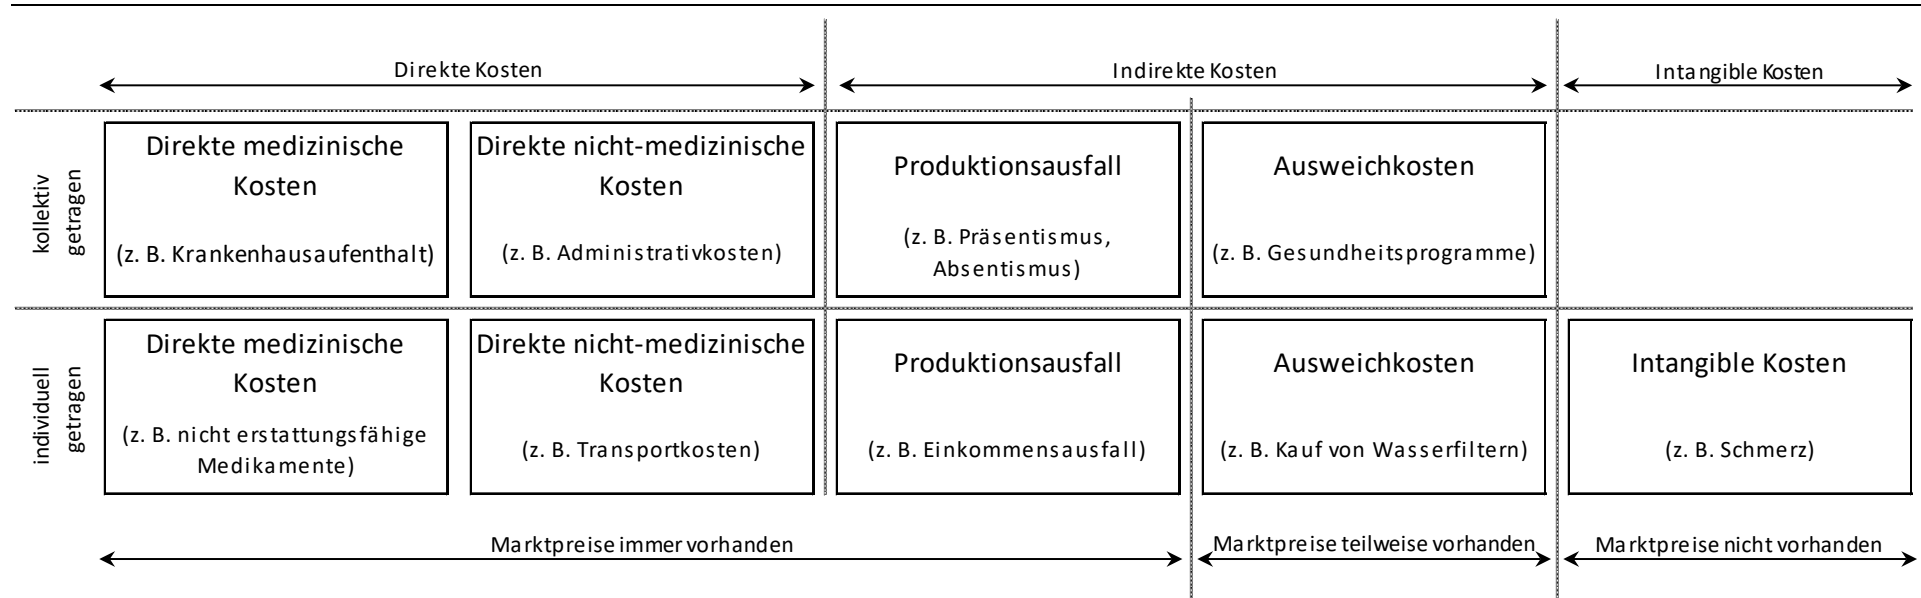 Direkte Kosten
Indirekte Kosten
Intangible Kosten
kollektiv
getragen
Direkte medizinische
Kosten
(z. B. Krankenhausaufenthalt)
Direkte nicht-medizinische
Kosten
(z. B. Administrativkosten)
Produktionsausfall
(z. B. Präsentismus,
Absentismus)
Ausweichkosten
(z. B. Gesundheitsprogramme)
individuell
getragen
Direkte medizinische
Kosten
(z. B. nicht erstattungsfähige
Medikamente)
Direkte nicht-medizinische
Kosten
(z. B. Transportkosten)
Produktionsausfall
(z. B. Einkommensausfall)
Ausweichkosten
(z. B. Kauf von Wasserfiltern)
Intangible Kosten
(z. B. Schmerz)
Marktpreise immer vorhanden
Marktpreise teilweise vorhanden
Marktpreise nicht vorhanden